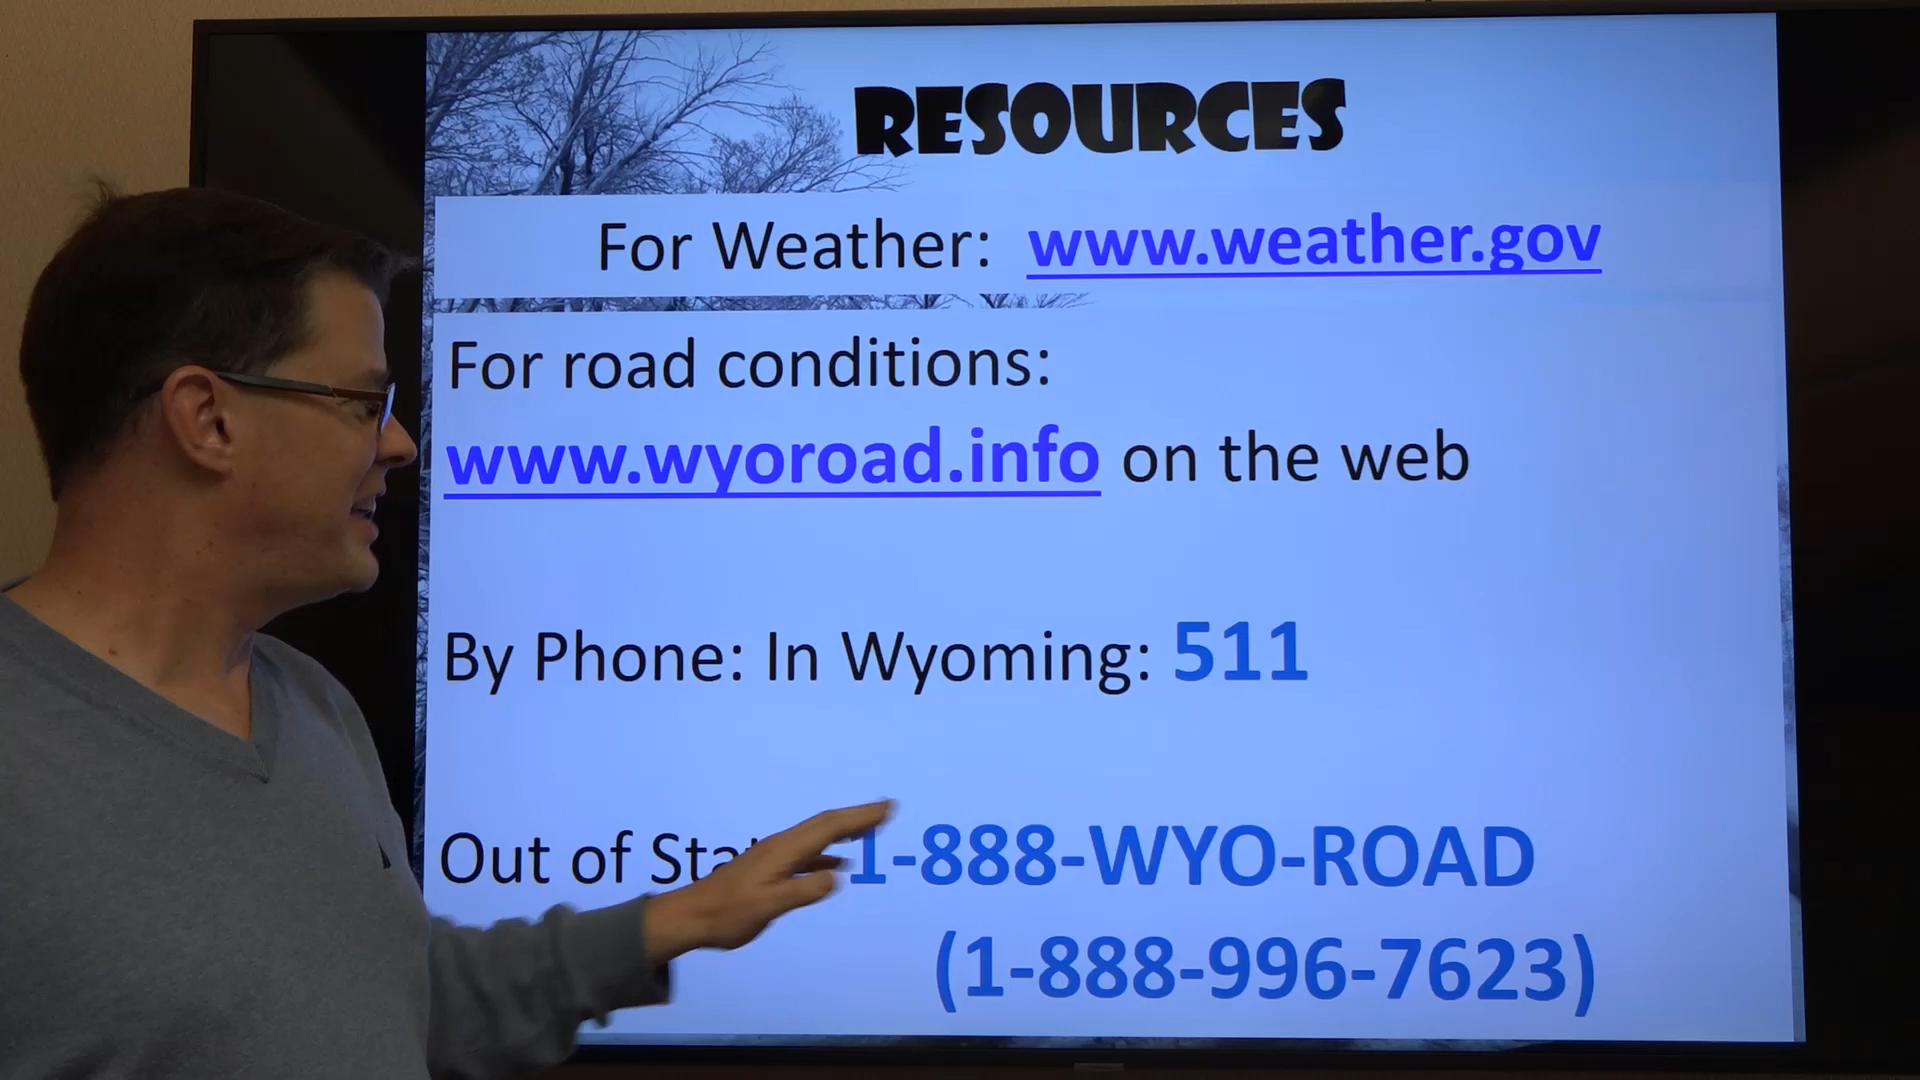 RESOURCES
For Weather: www.weather.gov
For road conditions:
www.wyoroad.info on the web
By Phone: In Wyoming: 511
Out of 1-888-WYO-ROAD
(1-888-996-7623)